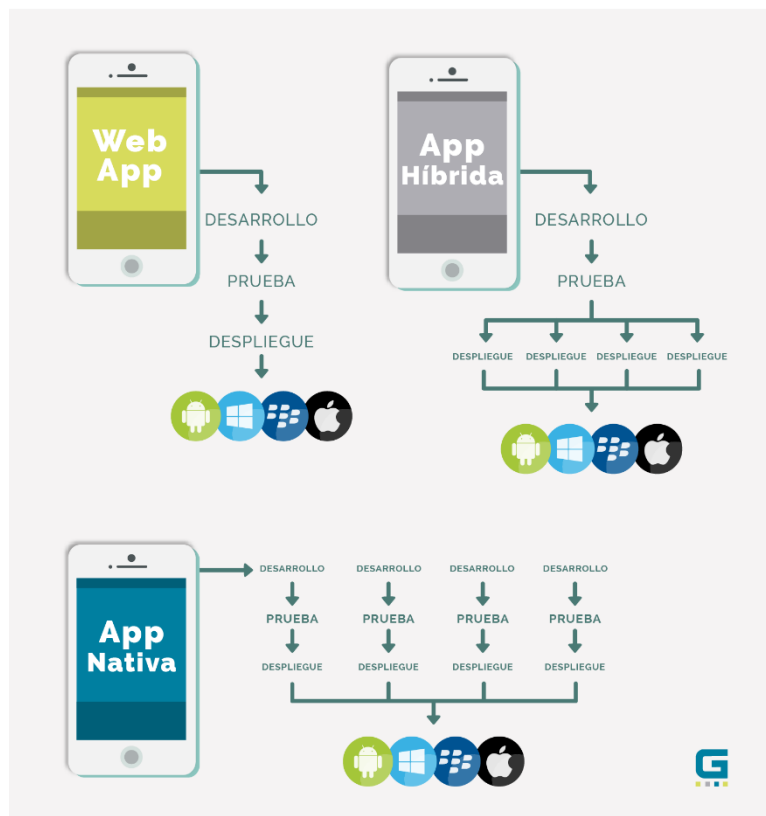 Web
App
DESARROLLO
PRUEBA
DESPLIEGUE
App
Híbrida
DESARROLLO
PRUEBA
DESPLIEGUE DESPLIEGUE DESPLIEGUE DESPLIEGUE
App
Nativa
DESARROLLO DESARROLLO DESARROLLO DESARROLLO
PRUEBA PRUEBA PRUEBA PRUEBA
DESPLIEGUE DESPLIEGUE DESPLIEGUE DESPLIEGUE
G